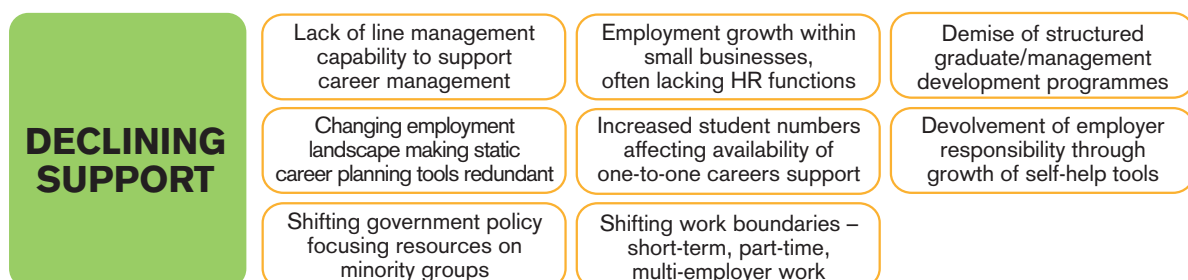 DECLINING
SUPPORT
Lack of line management
capability to support
career management
Employment growth within
small businesses,
often lacking HR functions
Demise of structured
graduate/management
development programmes
Changing employment
landscape making static
career planning tools redundant
Increased student numbers
affecting availability of
one-to-one careers support
Devolvement of employer
responsibility through
growth of self-help tools
Shifting government policy
focusing resources on
minority groups
Shifting work boundaries –
short-term, part-time,
multi-employer work